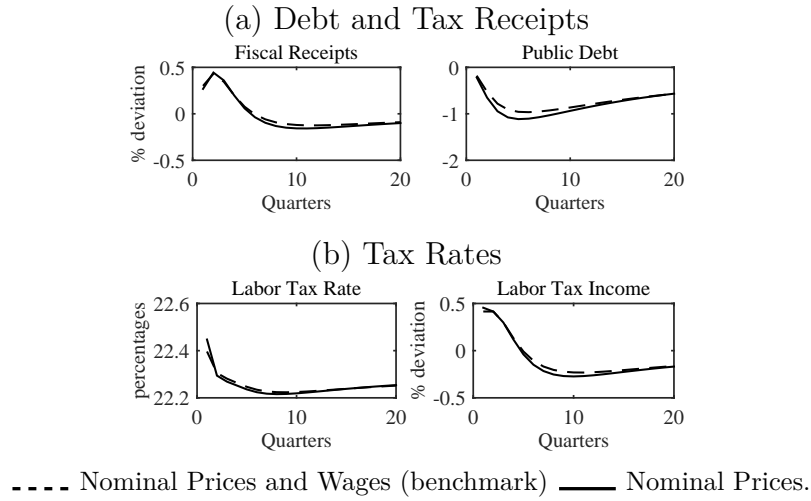 (a) Debt and Tax Receipts
Fiscal Receipts
Public Debt
% deviation
0.5
0
-0.5
0
10
20
Quarters
0
-1
-2
0
10
20
Quarters
(b) Tax Rates
Labor Tax Rate
Labor Tax Income
percentages
22.6
22.4
22.2
0
10
20
Quarters
% deviation
0.5
0
-0.5
0
10
20
Quarters
Nominal Prices and Wages (benchmark) Nominal Prices.